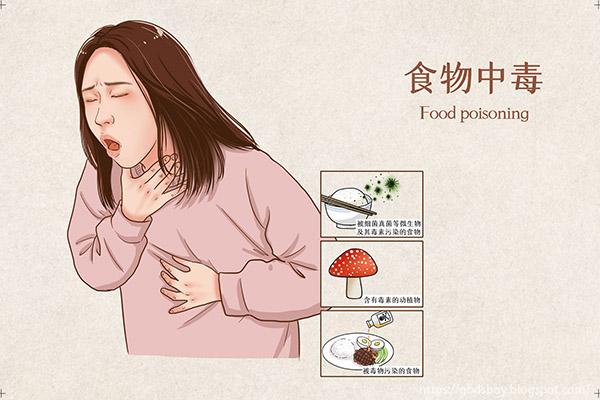 食物中毒
Food poisoning
被细菌真菌等微生物
及其毒素污染的食物
含有毒素的动植物
被毒物污染的食物
https://godsboy.blogspot.com